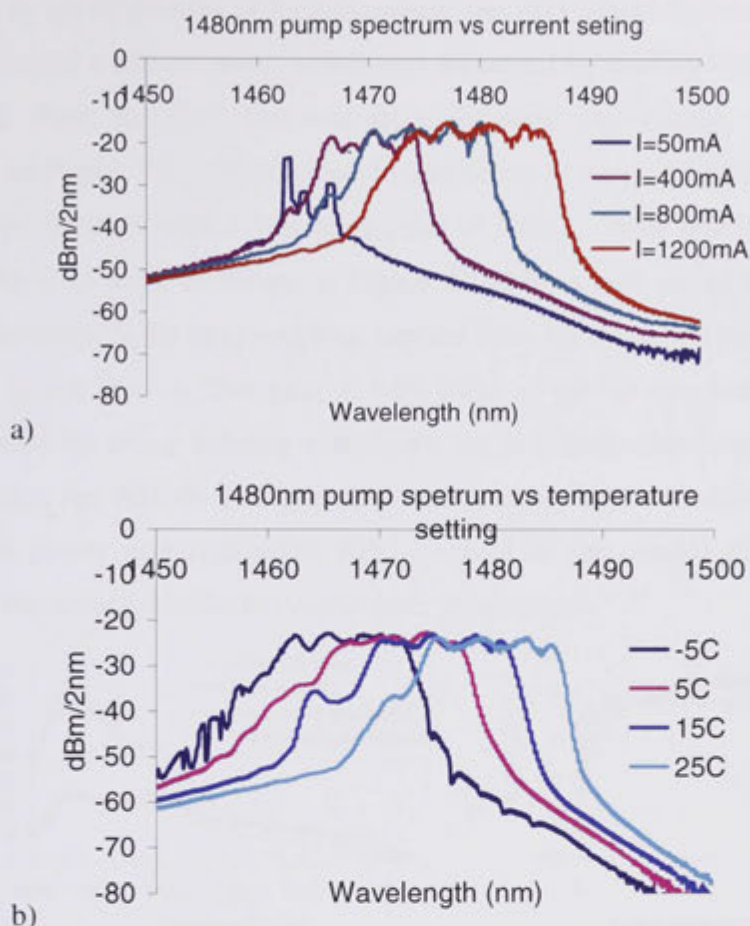 1480nm pump spectrum vs current seting
0
1450 1460 1470 1480 1490 1500
-10
-20
-30
-40
-50
-60
-70
-80
dBm/2nm
I=50mA
I=400mA
I=800mA
I=1200mA
Wavelength (nm)
a)
1480nm pump spetrum vs temperature
setting
0
1450 1460 1470 1480 1490 1500
-10
-20
-30
-40
-50
-60
-70
-80
dBm/2nm
-5C
5C
15C
25C
Wavelength (nm)
b)